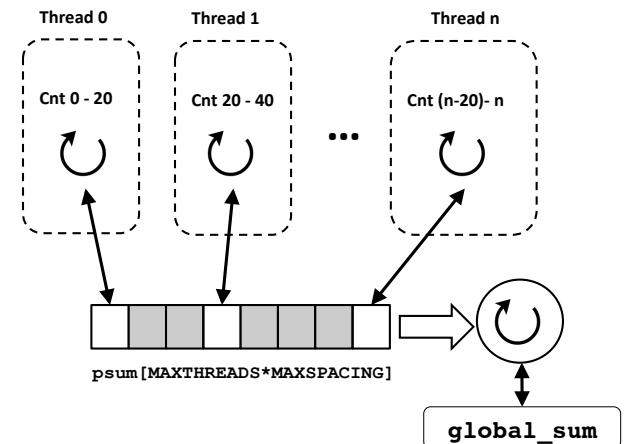 Thread 0 Thread 1 Thread n
Cnt 0 - 20 Cnt 20 - 40 Cnt (n-20)- n
...
psum[MAXTHREADS*MAXSPACING]
global_sum